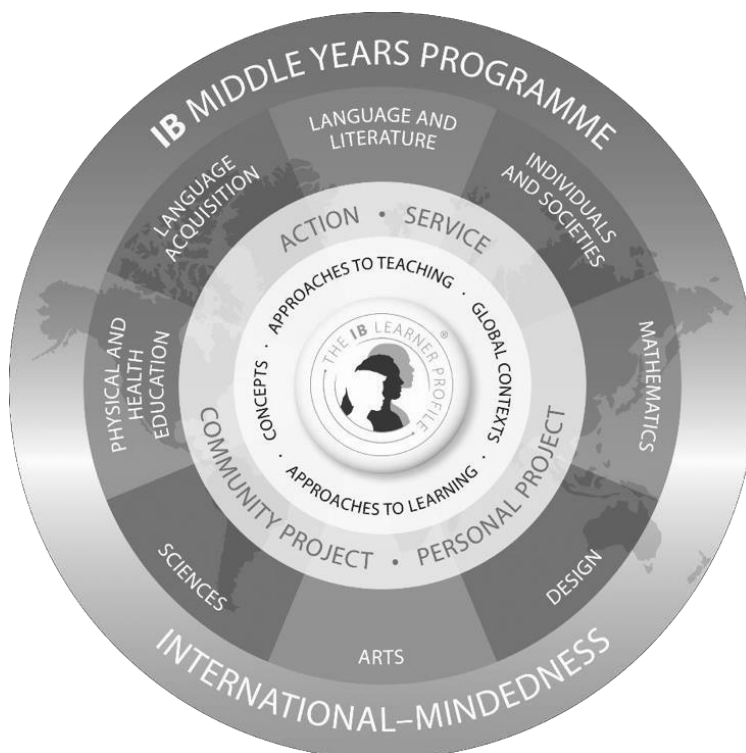 IB MIDDLE YEARS PROGRAMME
LANGUAGE AND
LITERATURE
INDIVIDUALS
AND SOCIETIES
MATHEMATICS
DESIGN
ARTS
SCIENCES
PHYSICAL AND
HEALTH
EDUCATION
LANGUAGE
ACQUISITION
ACTION • SERVICE
PERSONAL PROJECT •
COMMUNITY PROJECT
APPROACHES TO TEACHING ·
GLOBAL CONTEXTS ·
APPROACHES TO LEARNING ·
CONCEPTS ·
THE IB LEARNER PROFILE ®
INTERNATIONAL–MINDEDNESS